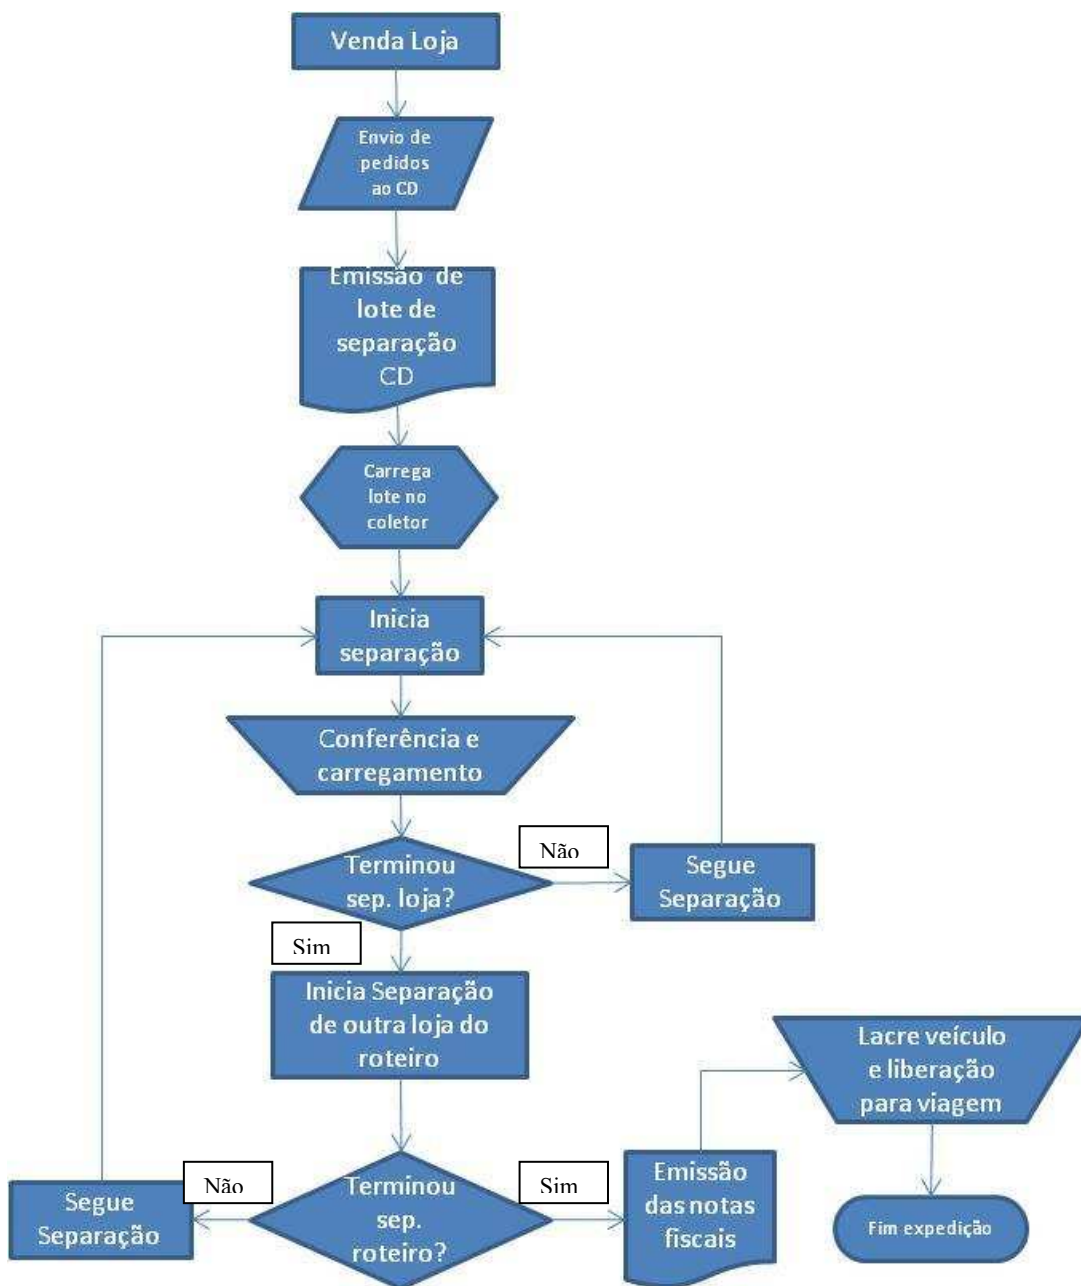 Venda Loja
Envio de
pedidos
ao CD
Emissão de
lote de
separação
CD
Carrega
lote no
coletor
Inicia
separação
Conferência e
carregamento
Terminou
sep. loja?
Não
Segue
Separação
Sim
Inicia Separação
de outra loja do
roteiro
Lacre veículo
e liberação
para viagem
Segue
Separação
Não
Terminou
sep.
roteiro?
Sim
Emissão
das notas
fiscais
Fim expedição